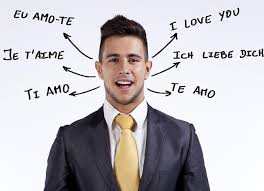 EU AMO-TE
I LOVE YOU
JE T'AIME
ICH LIEBE DICH
TI AMO
TE AMO